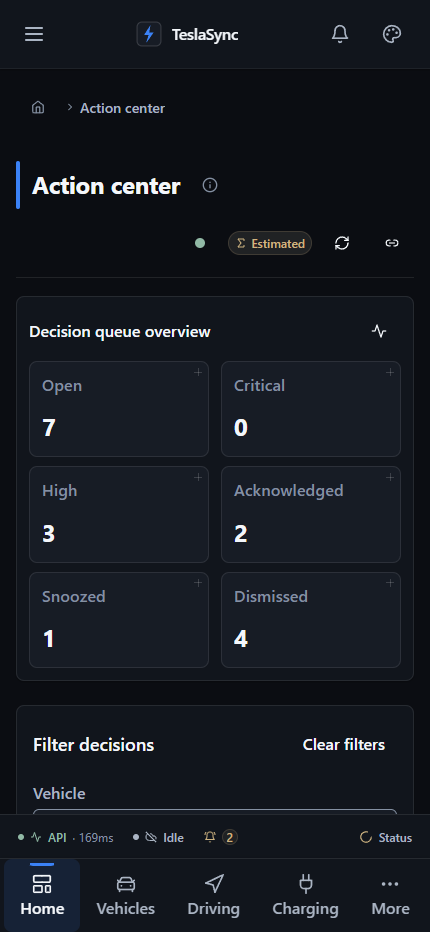 TeslaSync
Action center
Action center
Estimated
Decision queue overview
Open
Critical
7
0
High
Acknowledged
3
2
Snoozed
Dismissed
1
4
Filter decisions
Clear filters
Vehicle
API · 169ms
Idle
2
Status
Home
Vehicles
Driving
Charging
More